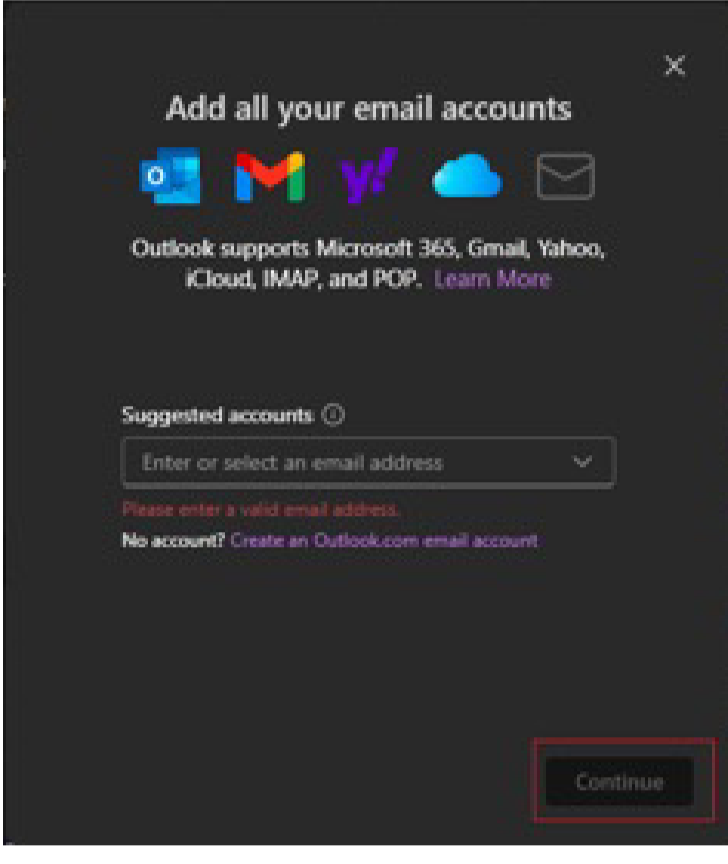 Add all your email accounts
Outlook supports Microsoft 365, Gmail, Yahoo,
iCloud, IMAP, and POP. Learn More
Suggested accounts
Enter or select an email address
Please enter a valid email address.
No account? Create an Outlook.com email account
Continue